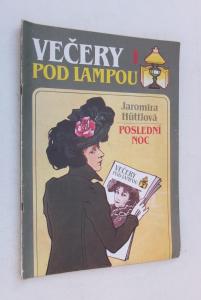 VEČERY 1
POD LAMPOU
Jaromíra
Hüttlová
POSLEDNÍ
NOC
VEČERY
POD LAMPOU